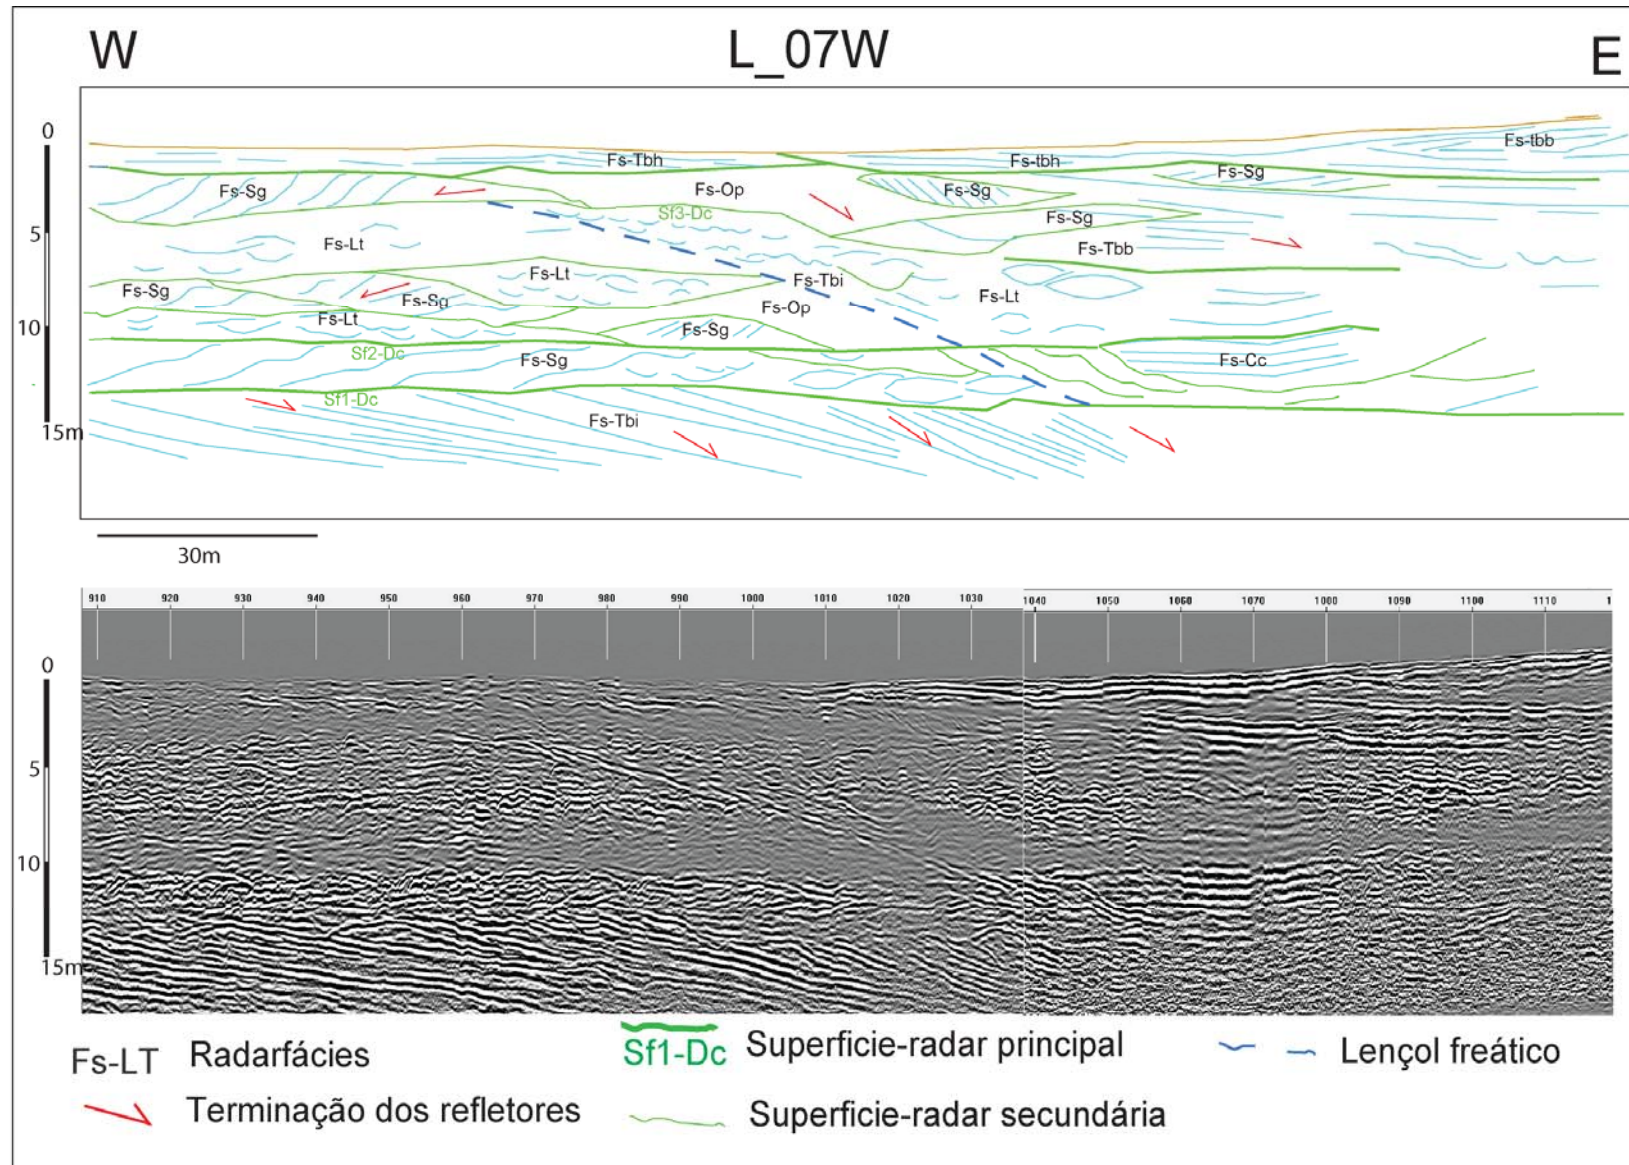 W L_07W E
0
Fs-Tbh Fs-tbh Fs-tbb
Fs-Sg Fs-Op Fs-Sg Fs-Sg
Sf3-Dc Fs-Sg
5
Fs-Lt Fs-Tbb
Fs-Lt Fs-Tbi
Fs-Sg Fs-Sg Fs-Op Fs-Lt
Fs-Lt Fs-Sg
10
Sf2-Dc Fs-Sg Fs-Cc
Sf1-Dc
Fs-Tbi
15m
30m
910 920 930 940 950 960 970 980 990 1000 1010 1020 1030 1040 1050 1060 1070 1000 1090 1100 1110 1
0
5
10
15m
Fs-LT Radarfácies Sf1-Dc Superficie-radar principal Lençol freático
Terminação dos refletores Superficie-radar secundária